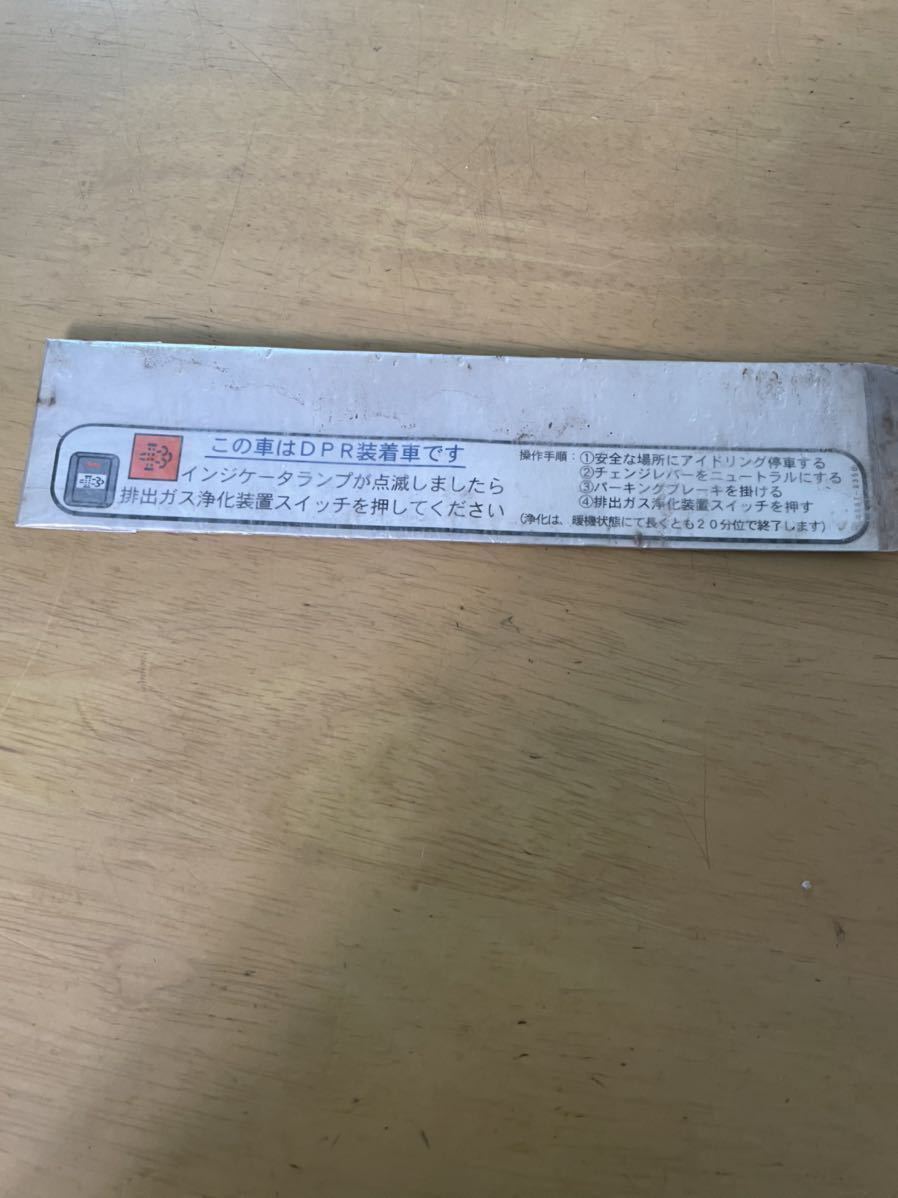 この車はDPR装着車です
インジケータランプが点滅しましたら
排出ガス浄化装置スイッチを押してください
操作手順：①安全な場所にアイドリング停車する
②チェンジレバーをニュートラルにする
③パーキングブレーキを掛ける
④排出ガス浄化装置スイッチを押す
（浄化は、暖機状態にて長くとも20分位で終了します）